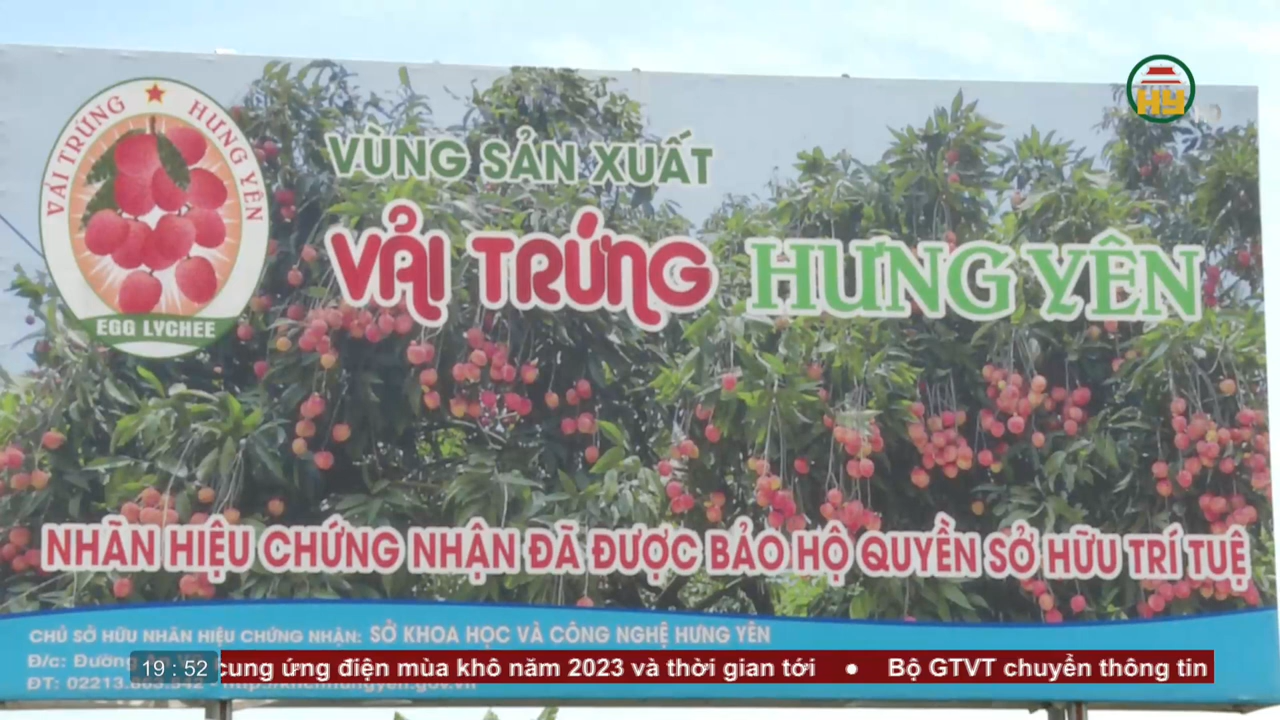 HY
VẢI TRỨNG HƯNG YÊN
EGG LYCHEE
VÙNG SẢN XUẤT
VẢI TRỨNG HƯNG YÊN
NHÃN HIỆU CHỨNG NHẬN ĐÃ ĐƯỢC BẢO HỘ QUYỀN SỞ HỮU TRÍ TUỆ
CHỦ SỞ HỮU NHÃN HIỆU CHỨNG NHẬN: SỞ KHOA HỌC VÀ CÔNG NGHỆ HƯNG YÊN
Đ/c: Đường
19 : 52 cung ứng điện mùa khô năm 2023 và thời gian tới • Bộ GTVT chuyển thông tin
ĐT: